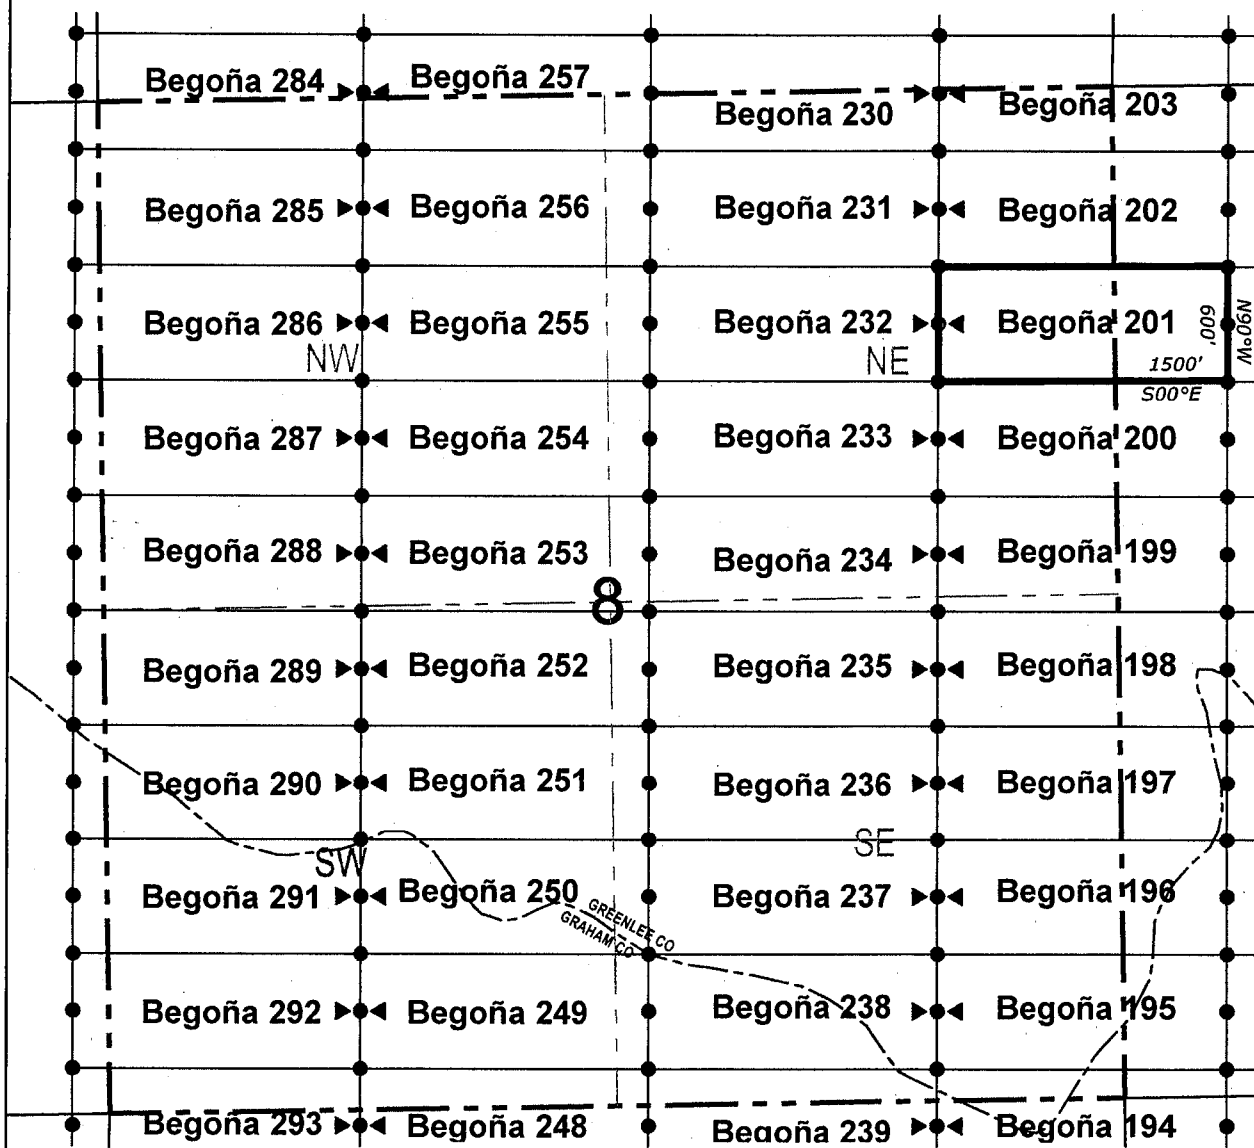 Begoña 284 Begoña 257 Begoña 230 Begoña 203
Begoña 285 Begoña 256 Begoña 231 Begoña 202
Begoña 286 Begoña 255 Begoña 232 Begoña 201
600'
N90°W
NW NE
1500'
S00°E
Begoña 287 Begoña 254 Begoña 233 Begoña 200
Begoña 288 Begoña 253 Begoña 234 Begoña 199
8
Begoña 289 Begoña 252 Begoña 235 Begoña 198
Begoña 290 Begoña 251 Begoña 236 Begoña 197
SW SE
Begoña 291 Begoña 250 Begoña 237 Begoña 196
GREENLEE CO
GRAHAM CO
Begoña 292 Begoña 249 Begoña 238 Begoña 195
Begoña 293 Begoña 248 Begoña 239 Begoña 194